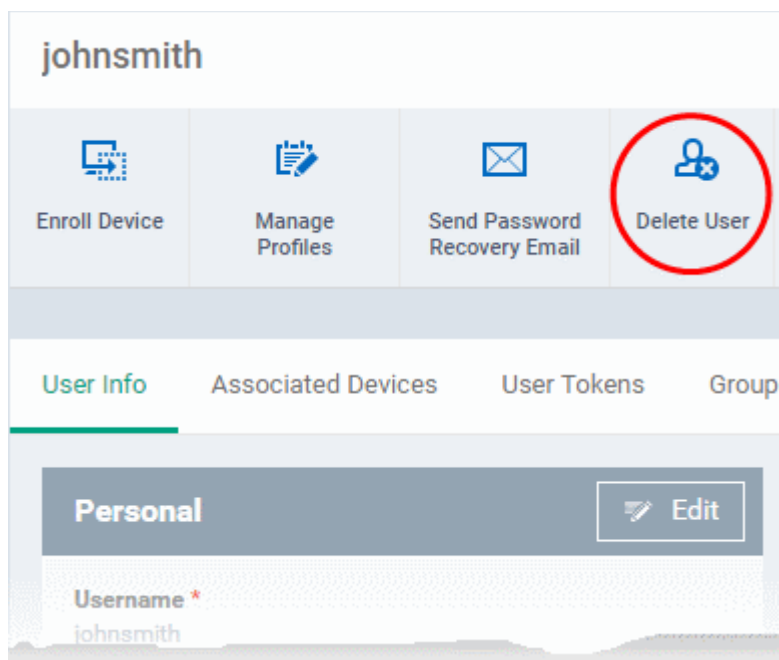 johnsmith
Enroll Device
Manage
Profiles
Send Password
Recovery Email
Delete User
User Info
Associated Devices
User Tokens
Group
Personal
Edit
Username *
johnsmith